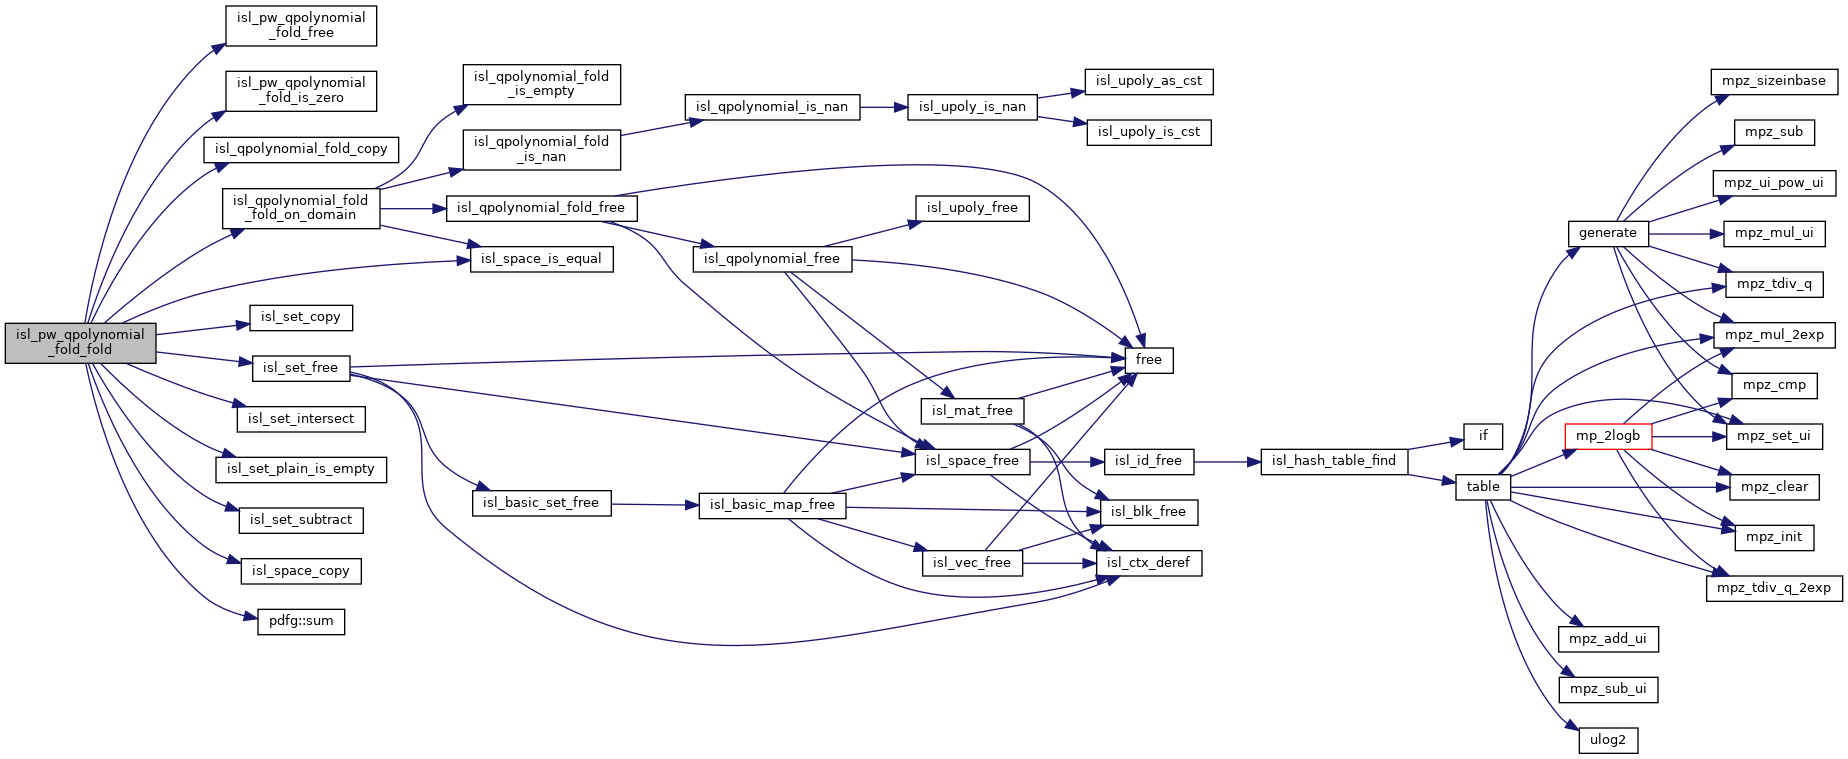 isl_pw_qpolynomial
_fold_fold
isl_pw_qpolynomial
_fold_free
isl_pw_qpolynomial
_fold_is_zero
isl_qpolynomial_fold_copy
isl_qpolynomial_fold
_fold_on_domain
isl_space_is_equal
isl_set_copy
isl_set_free
isl_set_intersect
isl_set_plain_is_empty
isl_set_subtract
isl_space_copy
pdfg::sum
isl_qpolynomial_fold
_is_empty
isl_qpolynomial_fold
_is_nan
isl_qpolynomial_fold_free
isl_basic_set_free
isl_qpolynomial_is_nan
isl_qpolynomial_free
isl_basic_map_free
isl_upoly_is_nan
isl_upoly_free
isl_mat_free
isl_space_free
isl_vec_free
isl_upoly_as_cst
isl_upoly_is_cst
free
isl_id_free
isl_blk_free
isl_ctx_deref
isl_hash_table_find
if
table
generate
mp_2logb
mpz_add_ui
mpz_sub_ui
ulog2
mpz_sizeinbase
mpz_sub
mpz_ui_pow_ui
mpz_mul_ui
mpz_tdiv_q
mpz_mul_2exp
mpz_cmp
mpz_set_ui
mpz_clear
mpz_init
mpz_tdiv_q_2exp